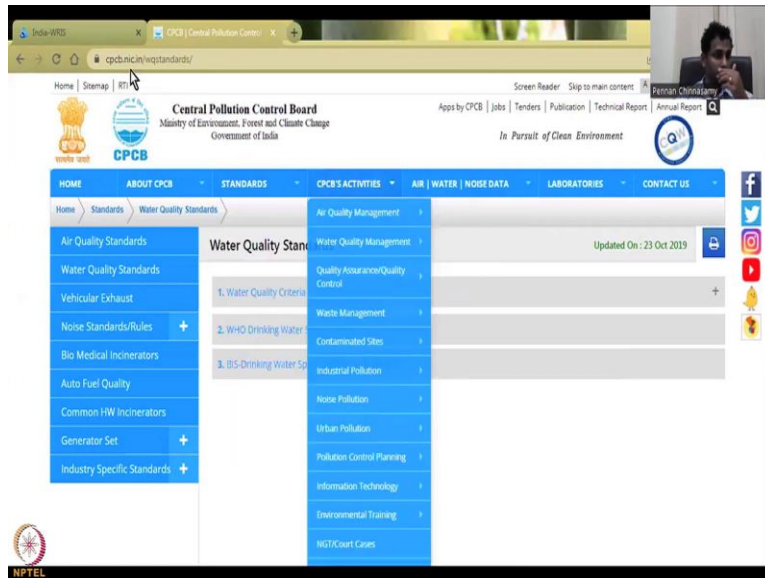 India-WRIS
CPCB | Central Pollution Control
cpcb.nic.in/wqstandards/
Home | Sitemap | RTI
Screen Reader Skip to main content A
Pennan Chinnasamy
Apps by CPCB | Jobs | Tenders | Publication | Technical Report | Annual Report
Central Pollution Control Board
Ministry of Environment, Forest and Climate Change
Government of India
In Pursuit of Clean Environment
सत्यमेव जयते
CPCB
CQW
HOME ABOUT CPCB STANDARDS CPCB'S ACTIVITIES AIR | WATER | NOISE DATA LABORATORIES CONTACT US
Home Standards Water Quality Standards
Air Quality Standards
Water Quality Standards
Vehicular Exhaust
Noise Standards/Rules +
Bio Medical Incinerators
Auto Fuel Quality
Common HW Incinerators
Generator Set +
Industry Specific Standards +
Water Quality Stan
Updated On : 23 Oct 2019
1. Water Quality Criteria +
2. WHO Drinking Water
3. BIS-Drinking Water Sp
Air Quality Management
Water Quality Management
Quality Assurance/Quality
Control
Waste Management
Contaminated Sites
Industrial Pollution
Noise Pollution
Urban Pollution
Pollution Control Planning
Information Technology
Environmental Training
NGT/Court Cases
NPTEL